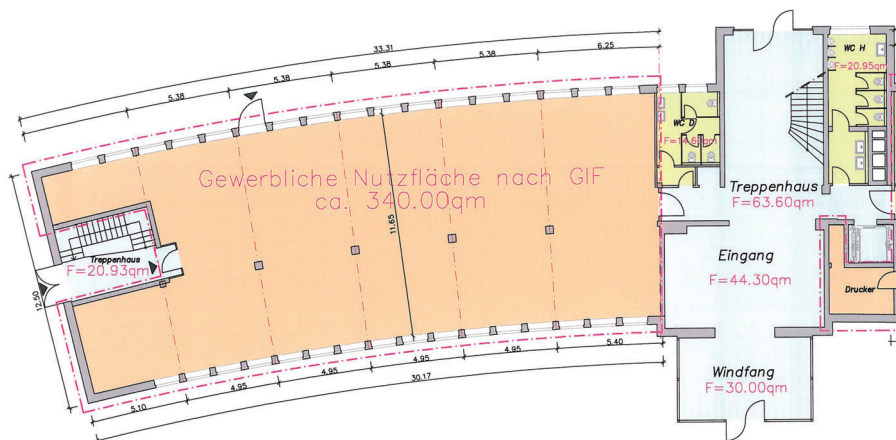 33.31
6.25
5.38
5.38
5.38
5.38
WC H
F=20.95qm
WC D
Gewerbliche Nutzfläche nach GIF
ca. 340.00qm
11.65
Treppenhaus
F=63.60qm
Treppenhaus
F=20.93qm
12.50
Eingang
F=44.30qm
Drucker
Windfang
F=30.00qm
5.10
4.95
4.95
4.95
4.95
5.40
30.17